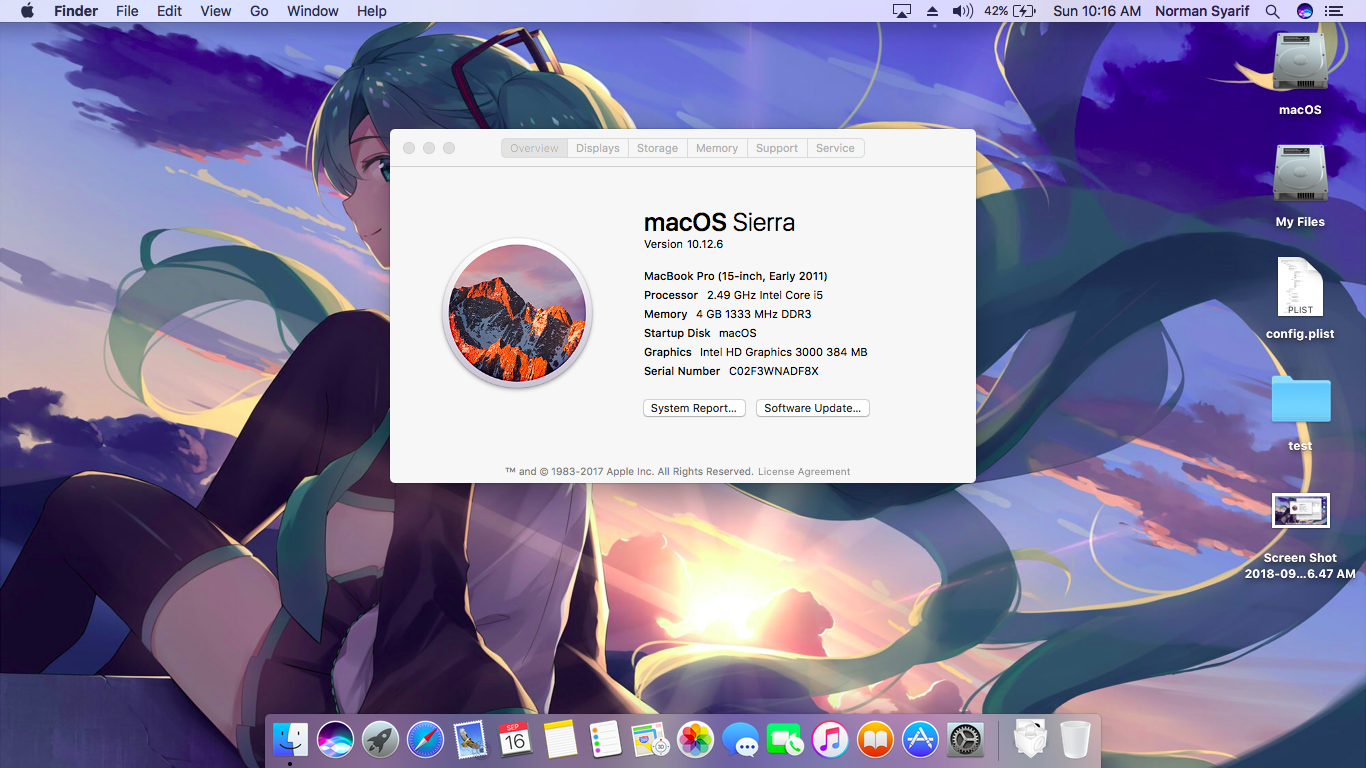 Finder File Edit View Go Window Help 42% Sun 10:16 AM Norman Syarif
macOS
My Files
PLIST
config.plist
test
Screen Shot
2018-09...6.47 AM
Overview Displays Storage Memory Support Service
macOS Sierra
Version 10.12.6
MacBook Pro (15-inch, Early 2011)
Processor 2.49 GHz Intel Core i5
Memory 4 GB 1333 MHz DDR3
Startup Disk macOS
Graphics Intel HD Graphics 3000 384 MB
Serial Number C02F3WNADF8X
System Report... Software Update...
™ and © 1983-2017 Apple Inc. All Rights Reserved. License Agreement
SEP
16
3D